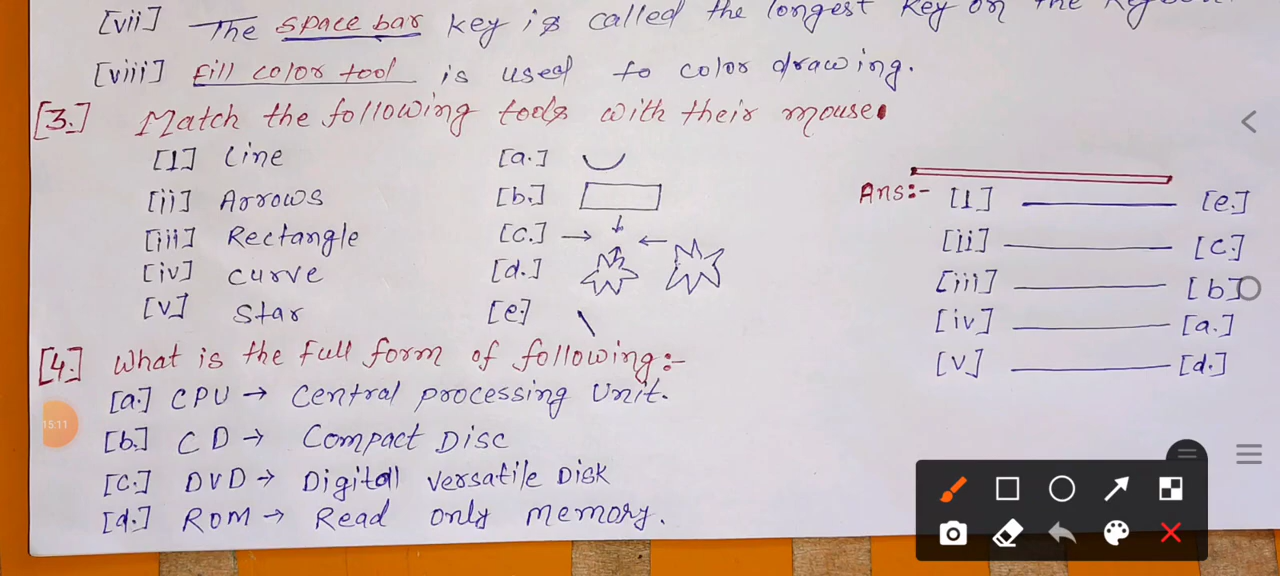 [vii] The space bar key is called the longest key on the
[viii] fill color tool is used to color drawing.
[3.] Match the following tools with their mouse.
[1] Line [a.]
[ii] Arrows [b.]
[iii] Rectangle [c.]
[iv] curve [d.]
[v] Star [e.]
Ans:- [1] [e.]
[ii] [c.]
[iii] [b]
[iv] [a.]
[v] [d.]
[4.] What is the full form of following:-
[a.] CPU → Central processing Unit.
[b.] CD → Compact Disc
[c.] DVD → Digital Versatile Disk
[d.] ROM → Read only memory.
15:11